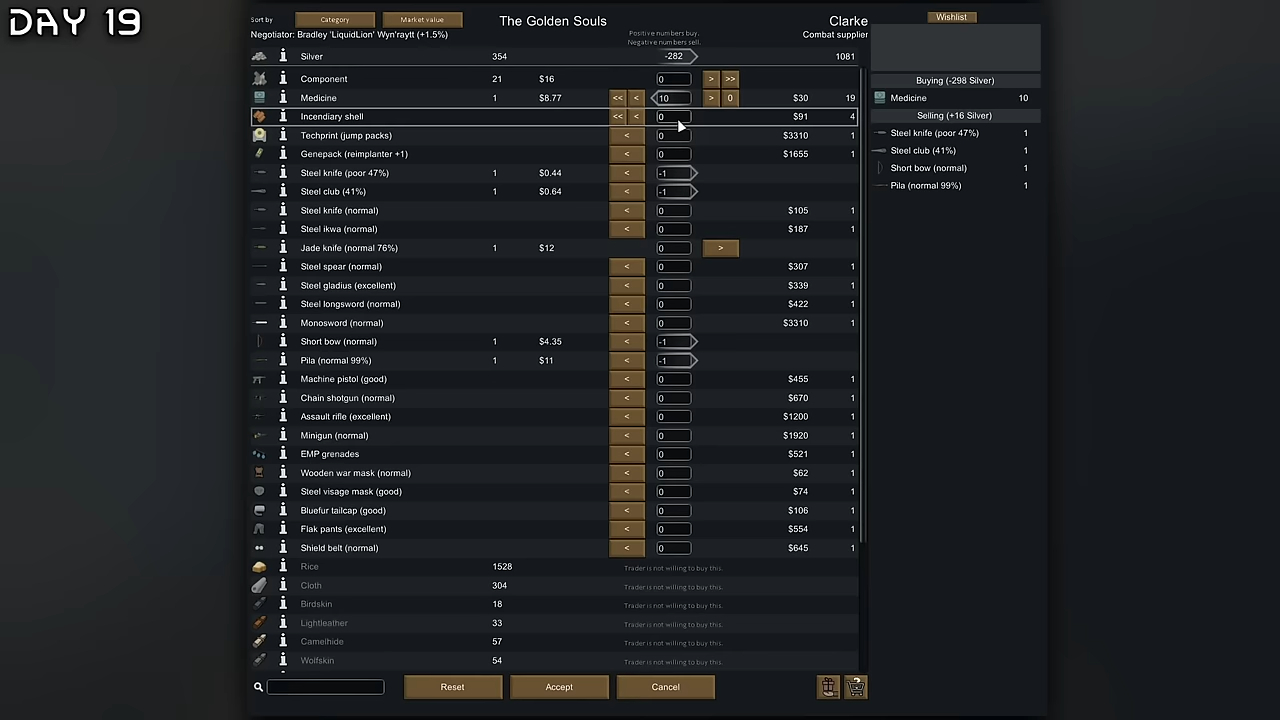 DAY 19
Sort by Category Market value The Golden Souls Clarke Wishlist
Negotiator: Bradley 'LiquidLion' Wyn'raytt (+1.5%) Positive numbers buy. Combat supplier
Negative numbers sell.
Silver 354 -282 1081
Component 21 $16 0 > >>
Medicine 1 $8.77 << < 10 > 0 $30 19
Incendiary shell << < 0 $91 4
Techprint (jump packs) < 0 $3310 1
Genepack (reimplanter +1) < 0 $1655 1
Steel knife (poor 47%) 1 $0.44 -1
Steel club (41%) 1 $0.64 -1
Steel knife (normal) < 0 $105 1
Steel ikwa (normal) < 0 $187 1
Jade knife (normal 76%) 1 $12 0 >
Steel spear (normal) < 0 $307 1
Steel gladius (excellent) < 0 $339 1
Steel longsword (normal) < 0 $422 1
Monosword (normal) < 0 $3310 1
Short bow (normal) 1 $4.35 < -1
Pila (normal 99%) 1 $11 < -1
Machine pistol (good) < 0 $455 1
Chain shotgun (normal) < 0 $670 1
Assault rifle (excellent) < 0 $1200 1
Minigun (normal) < 0 $1920 1
EMP grenades < 0 $521 1
Wooden war mask (normal) < 0 $62 1
Steel visage mask (good) < 0 $74 1
Bluefur tailcap (good) < 0 $106 1
Flak pants (excellent) < 0 $554 1
Shield belt (normal) < 0 $645 1
Rice 1528 Trader is not willing to buy this.
Cloth 304 Trader is not willing to buy this.
Birdskin 18 Trader is not willing to buy this.
Lightleather 33 Trader is not willing to buy this.
Camelhide 57 Trader is not willing to buy this.
Wolfskin 54 Trader is not willing to buy this.
Reset Accept Cancel
Buying (-298 Silver)
Medicine 10
Selling (+16 Silver)
Steel knife (poor 47%) 1
Steel club (41%) 1
Short bow (normal) 1
Pila (normal 99%) 1